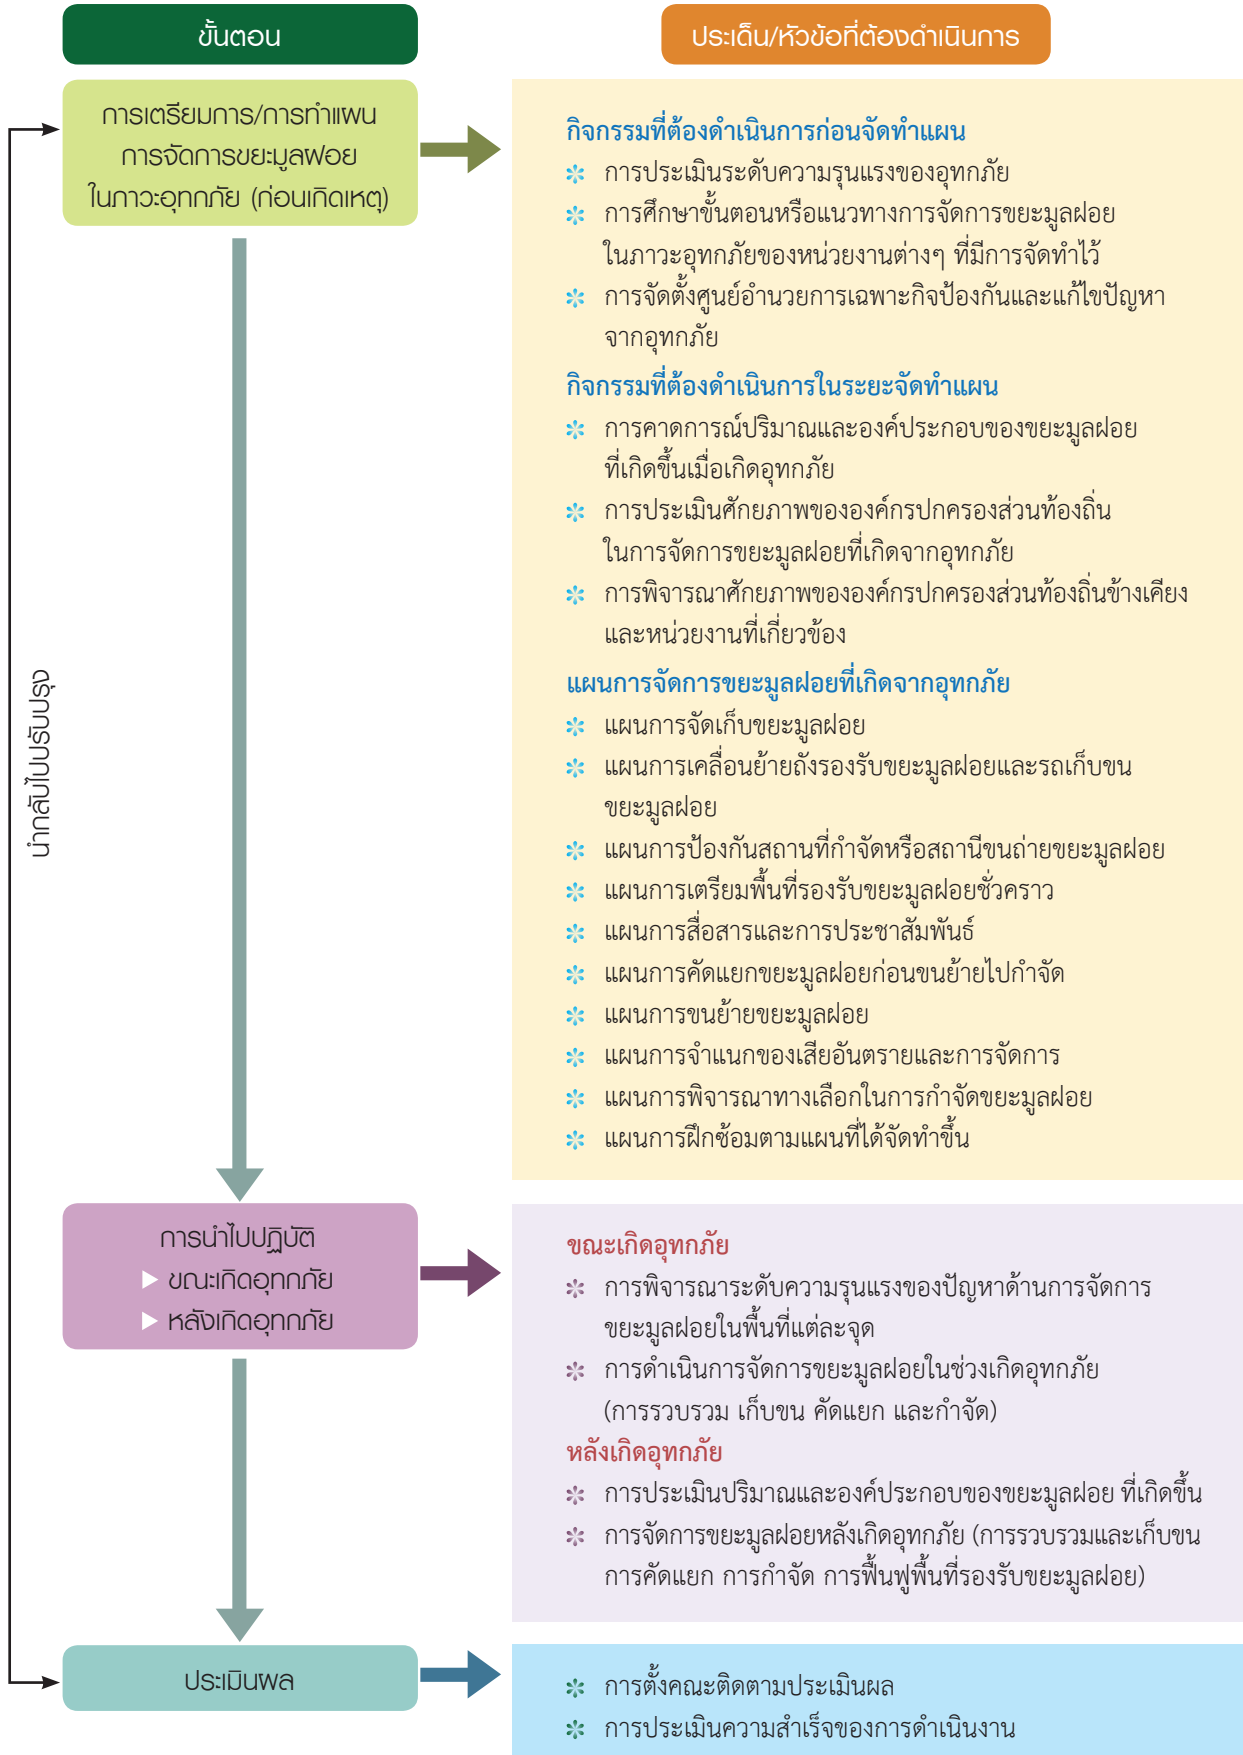 ขั้นตอน
ประเด็น/หัวข้อที่ต้องดำเนินการ
การเตรียมการ/การทำแผน
การจัดการขยะมูลฝอย
ในภาวะอุทกภัย (ก่อนเกิดเหตุ)
กิจกรรมที่ต้องดำเนินการก่อนจัดทำแผน
การประเมินระดับความรุนแรงของอุทกภัย
การศึกษาขั้นตอนหรือแนวทางการจัดการขยะมูลฝอย
ในภาวะอุทกภัยของหน่วยงานต่างๆ ที่มีการจัดทำไว้
การจัดตั้งศูนย์อำนวยการเฉพาะกิจป้องกันและแก้ไขปัญหา
จากอุทกภัย
กิจกรรมที่ต้องดำเนินการในระยะจัดทำแผน
การคาดการณ์ปริมาณและองค์ประกอบของขยะมูลฝอย
ที่เกิดขึ้นเมื่อเกิดอุทกภัย
การประเมินศักยภาพขององค์กรปกครองส่วนท้องถิ่น
ในการจัดการขยะมูลฝอยที่เกิดจากอุทกภัย
การพิจารณาศักยภาพขององค์กรปกครองส่วนท้องถิ่นข้างเคียง
และหน่วยงานที่เกี่ยวข้อง
แผนการจัดการขยะมูลฝอยที่เกิดจากอุทกภัย
แผนการจัดเก็บขยะมูลฝอย
แผนการเคลื่อนย้ายถังรองรับขยะมูลฝอยและรถเก็บขน
ขยะมูลฝอย
แผนการป้องกันสถานที่กำจัดหรือสถานีขนถ่ายขยะมูลฝอย
แผนการเตรียมพื้นที่รองรับขยะมูลฝอยชั่วคราว
แผนการสื่อสารและการประชาสัมพันธ์
แผนการคัดแยกขยะมูลฝอยก่อนขนย้ายไปกำจัด
แผนการขนย้ายขยะมูลฝอย
แผนการจำแนกของเสียอันตรายและการจัดการ
แผนการพิจารณาทางเลือกในการกำจัดขยะมูลฝอย
แผนการฝึกซ้อมตามแผนที่ได้จัดทำขึ้น
นำกลับไปปรับปรุง
การนำไปปฏิบัติ
ขณะเกิดอุทกภัย
หลังเกิดอุทกภัย
ขณะเกิดอุทกภัย
การพิจารณาระดับความรุนแรงของปัญหาด้านการจัดการ
ขยะมูลฝอยในพื้นที่แต่ละจุด
การดำเนินการจัดการขยะมูลฝอยในช่วงเกิดอุทกภัย
(การรวบรวม เก็บขน คัดแยก และกำจัด)
หลังเกิดอุทกภัย
การประเมินปริมาณและองค์ประกอบของขยะมูลฝอย ที่เกิดขึ้น
การจัดการขยะมูลฝอยหลังเกิดอุทกภัย (การรวบรวมและเก็บขน
การคัดแยก การกำจัด การฟื้นฟูพื้นที่รองรับขยะมูลฝอย)
ประเมินผล
การตั้งคณะติดตามประเมินผล
การประเมินความสำเร็จของการดำเนินงาน